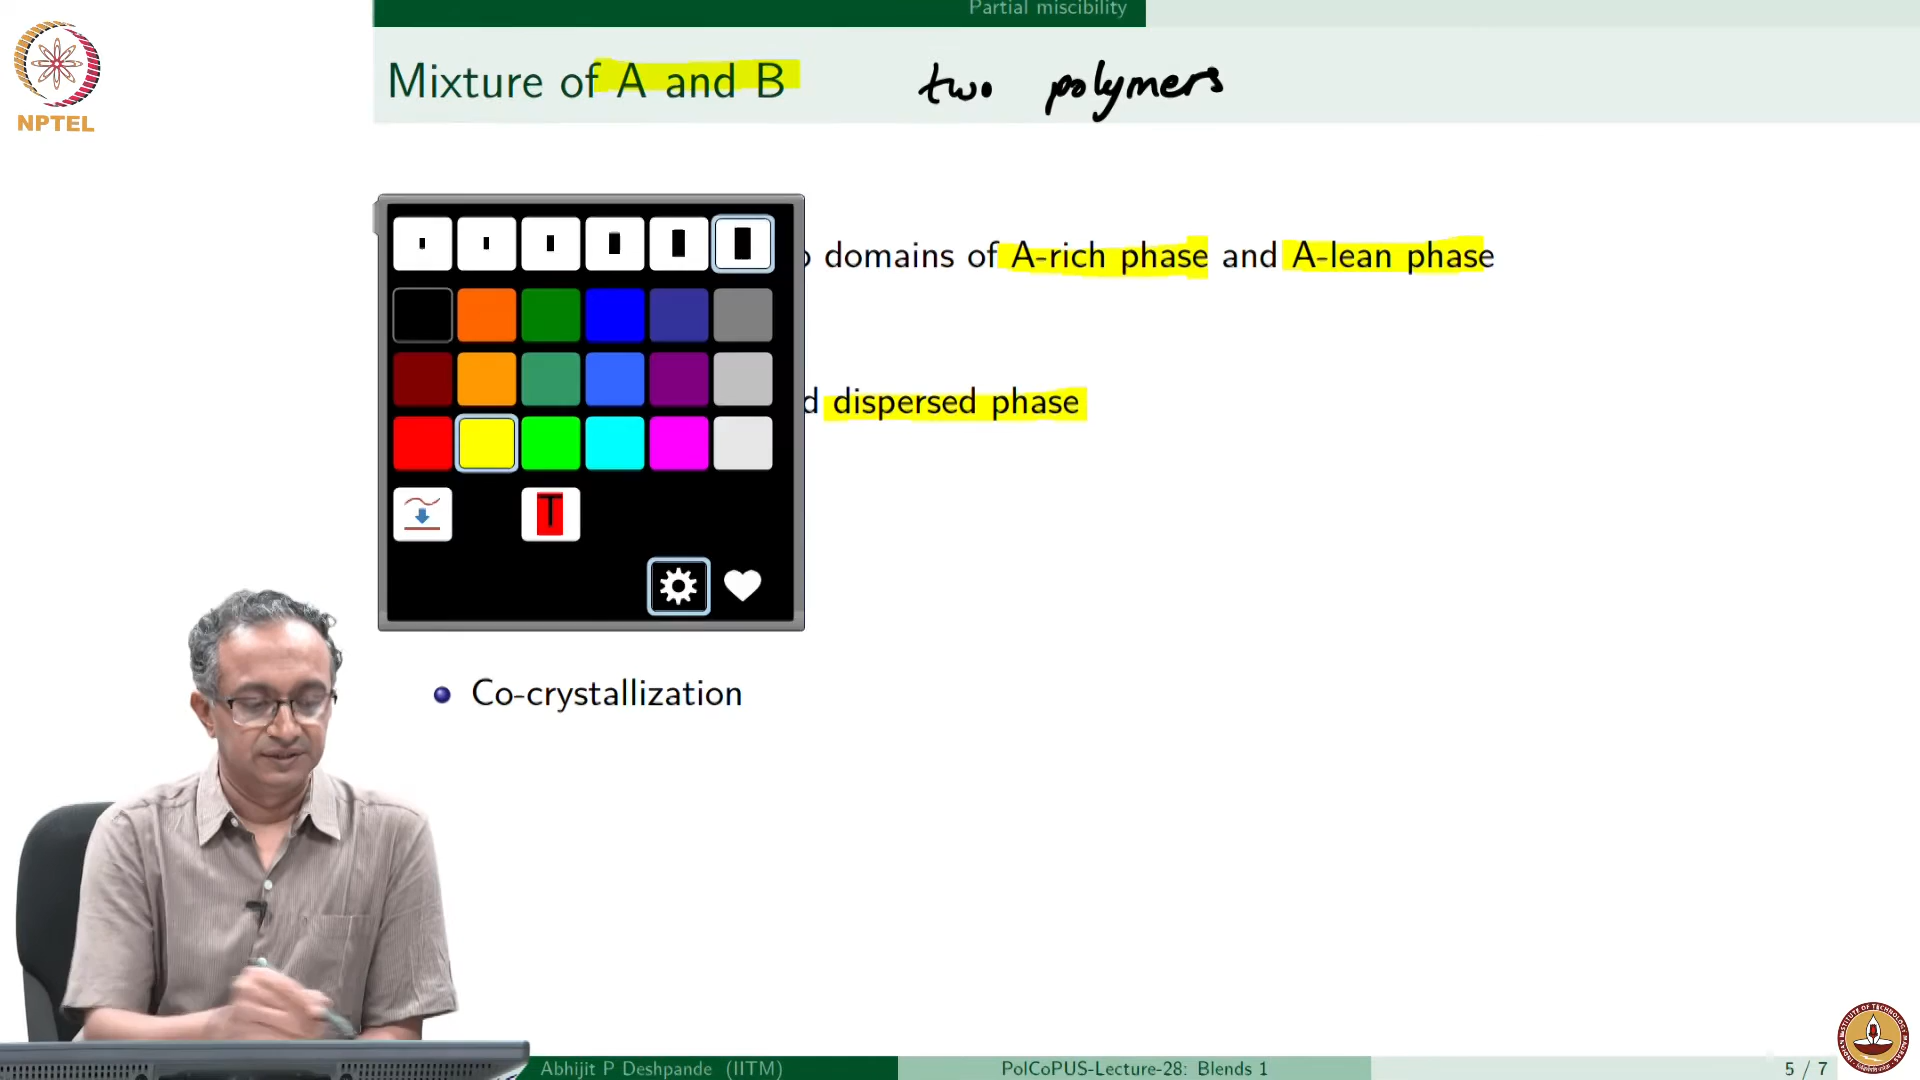 Partial miscibility
NPTEL
Mixture of A and B two polymers
domains of A-rich phase and A-lean phase
dispersed phase
T
Co-crystallization
Abhijit P Deshpande (IITM) PolCoPUS-Lecture-28: Blends 1 5 / 7